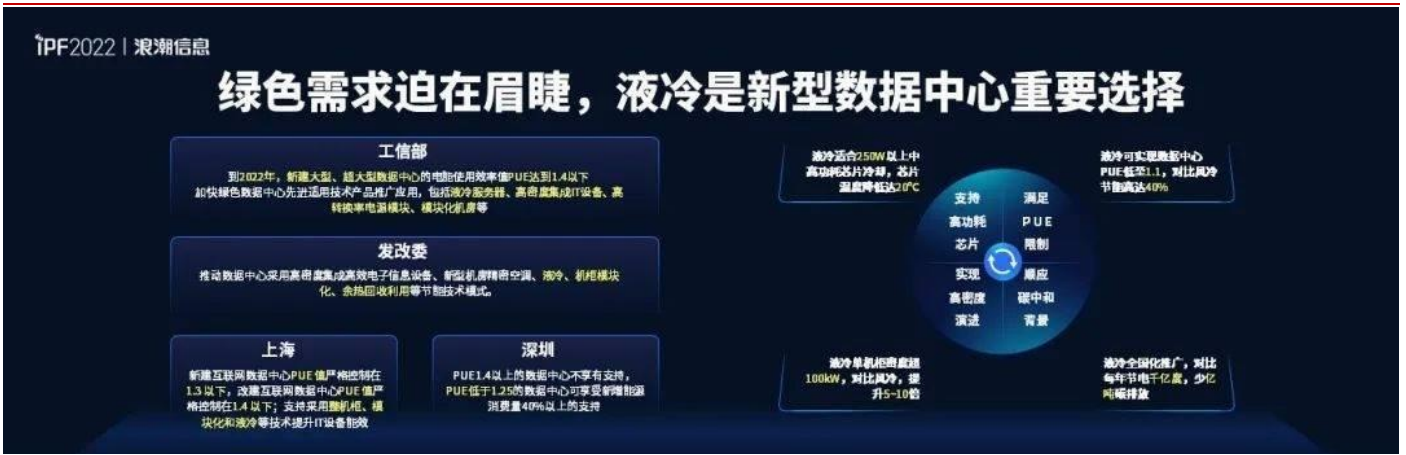 iPF2022 | 浪潮信息
绿色需求迫在眉睫，液冷是新型数据中心重要选择
工信部
到2022年，新建大型、超大型数据中心的电能使用效率值PUE达到1.4以下
加快绿色数据中心先进适用技术产品推广应用，包括液冷服务器、高密度集成IT设备、高
转换率电源模块、模块化机房等
发改委
推动数据中心采用高密度集成高效电子信息设备、新型机房精密空调、液冷、机柜模块
化、余热回收利用等节能技术模式。
上海
新建互联网数据中心PUE值严格控制在
1.3以下，改建互联网数据中心PUE值严
格控制在1.4以下；支持采用整机柜、模
块化和液冷等技术提升IT设备能效
深圳
PUE1.4以上的数据中心不享有支持，
PUE低于1.25的数据中心可享受新增能源
消费量40%以上的支持
液冷适合250W以上中
高功耗芯片冷却，芯片
温度降低达20℃
液冷可实现数据中心
PUE低至1.1，对比风冷
节能高达40%
支持
高功耗
芯片
满足
PUE
限制
实现
高密度
演进
顺应
碳中和
背景
液冷单机柜密度超
100kW，对比风冷，提
升5-10倍
液冷全国化推广，对比
每年节电千亿度，少亿
吨碳排放